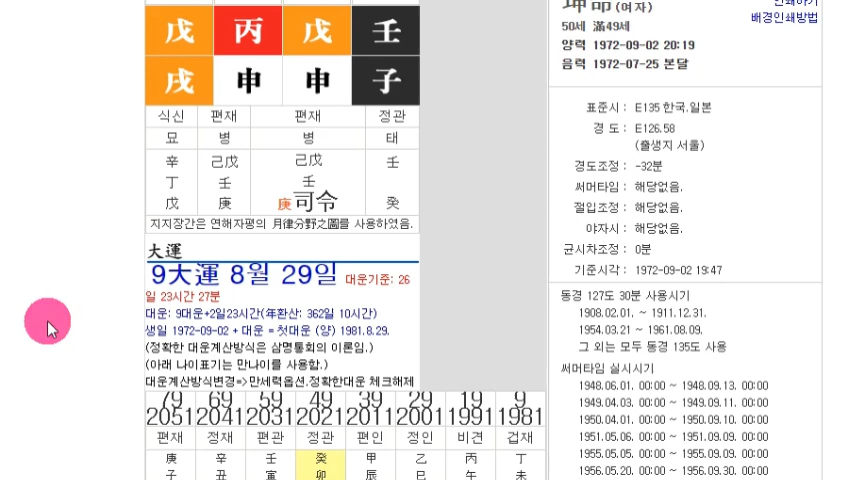 戊 丙 戊 壬
戌 申 申 子
식신 편재 편재 정관
묘 병 병 태
辛 己戊 己戊 壬
丁 壬 壬
戊 庚 庚司令 癸
지지장간은 연해자평의 月律分野之圖를 사용하였음.
大運
9大運 8월 29일 대운기준: 26
일 23시간 27분
대운: 9대운+2일23시간(年환산: 362일 10시간)
생일 1972-09-02 + 대운 = 첫대운 (양) 1981.8.29.
(정확한 대운계산방식은 삼명통회의 이론임.)
(아래 나이표기는 만나이를 사용함.)
대운계산방식변경=>만세력옵션.정확한대운 체크해제
79 69 59 49 39 29 19 9
2051 2041 2031 2021 2011 2001 1991 1981
편재 정재 편관 정관 편인 정인 비견 겁재
庚 辛 壬 癸 甲 乙 丙 丁
子 丑 寅 卯 辰 巳 午 未
坤命 (여자)
인쇄하기
배경인쇄방법
50세 滿49세
양력 1972-09-02 20:19
음력 1972-07-25 본달
표준시 : E135 한국.일본
경 도 : E126.58
(출생지 서울)
경도조정 : -32분
써머타임 : 해당없음.
절입조정 : 해당없음.
야자시 : 해당없음.
균시차조정 : 0분
기준시각 : 1972-09-02 19:47
동경 127도 30분 사용시기
1908.02.01. ~ 1911.12.31.
1954.03.21 ~ 1961.08.09.
그 외는 모두 동경 135도 사용
써머타임 실시시기
1948.06.01. 00:00 ~ 1948.09.13. 00:00
1949.04.03. 00:00 ~ 1949.09.11. 00:00
1950.04.01. 00:00 ~ 1950.09.10. 00:00
1951.05.06. 00:00 ~ 1951.09.09. 00:00
1955.05.05. 00:00 ~ 1955.09.09. 00:00
1956.05.20. 00:00 ~ 1956.09.30. 00:00